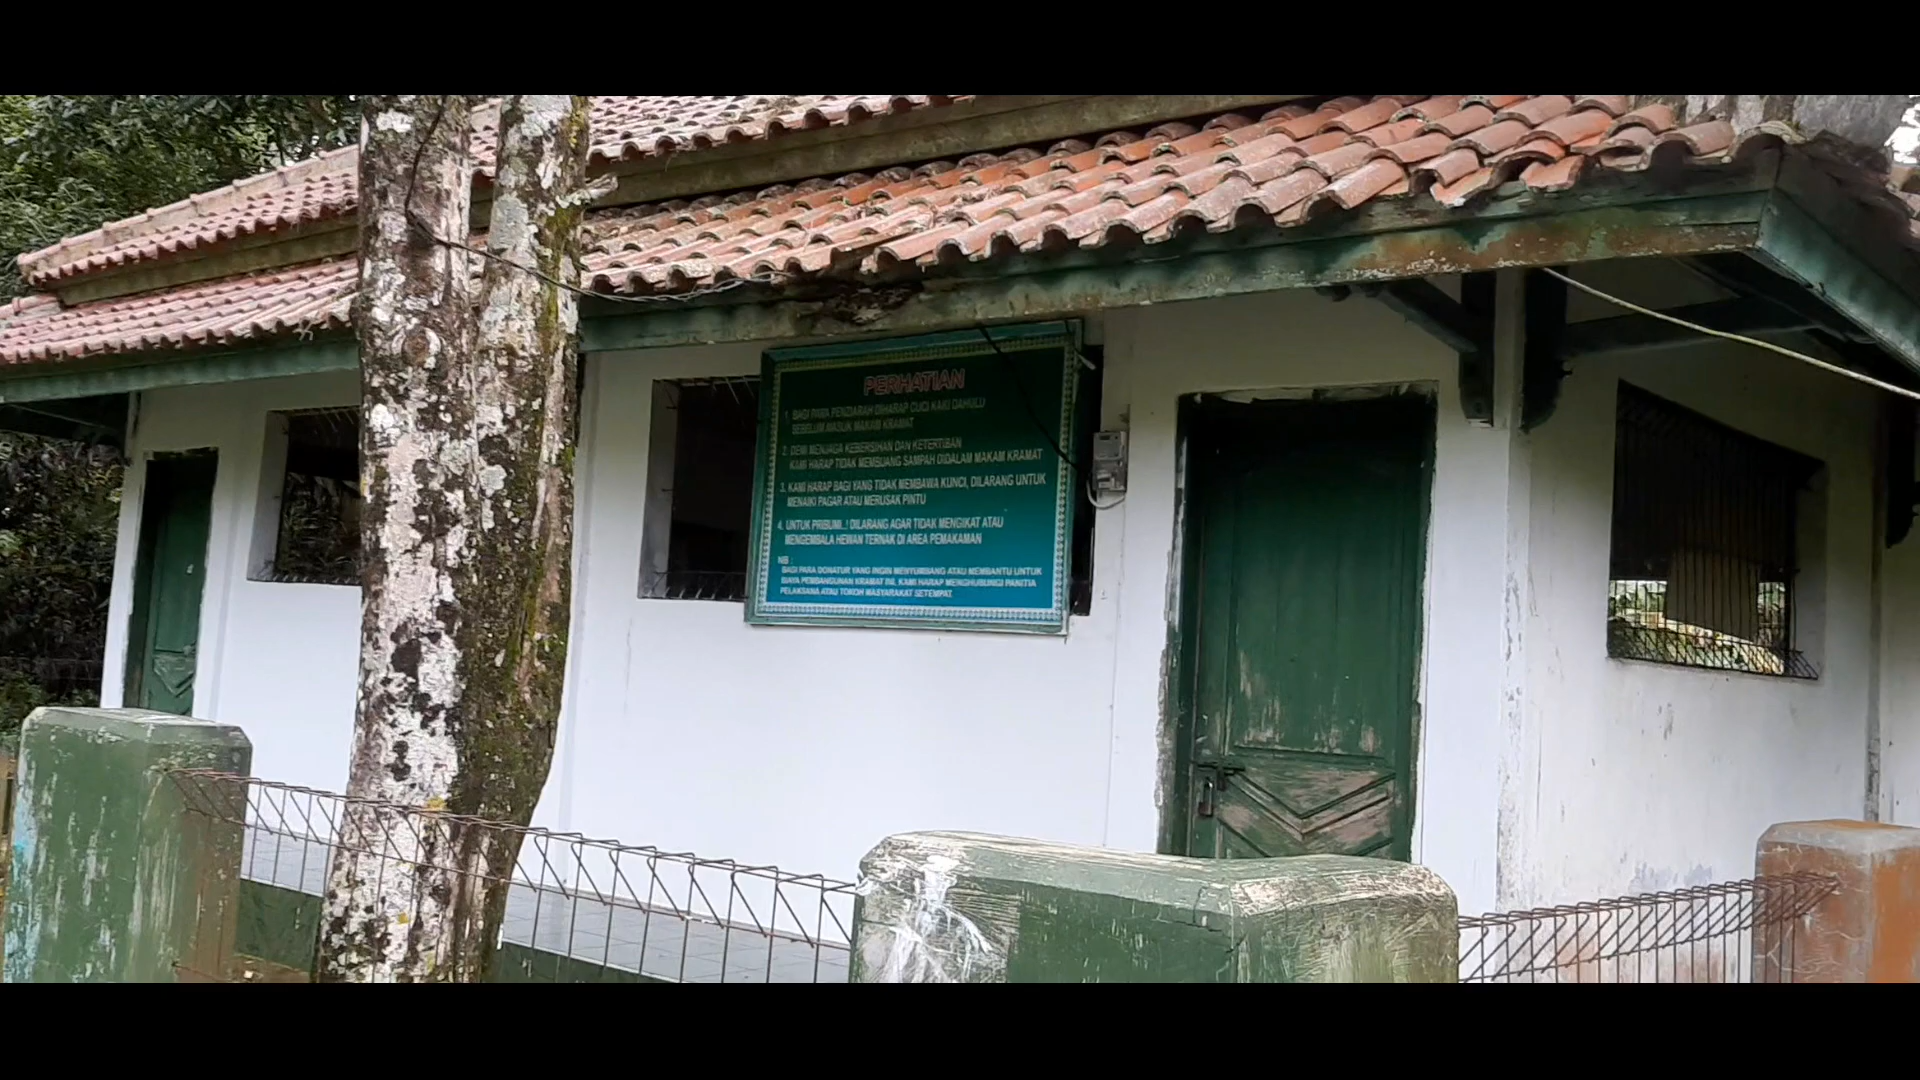 PERHATIAN
1. BAGI PARA PENZIARAH DIHARAP CUCI KAKI DAHULU
SEBELUM MASUK MAKAM KRAMAT
2. DEMI MENJAGA KEBERSIHAN DAN KETERTIBAN
KAMI HARAP TIDAK MEMBUANG SAMPAH DIDALAM MAKAM KRAMAT
3. KAMI HARAP BAGI YANG TIDAK MEMBAWA KUNCI, DILARANG UNTUK
MENAIKI PAGAR ATAU MERUSAK PINTU
4. UNTUK PRIBUMI..! DILARANG AGAR TIDAK MENGIKAT ATAU
MENGEMBALA HEWAN TERNAK DI AREA PEMAKAMAN
NB :
BAGI PARA DONATUR YANG INGIN MENYUMBANG ATAU MEMBANTU UNTUK
BIAYA PEMBANGUNAN KRAMAT INI, KAMI HARAP MENGHUBUNGI PANITIA
PELAKSANA ATAU TOKOH MASYARAKAT SETEMPAT.